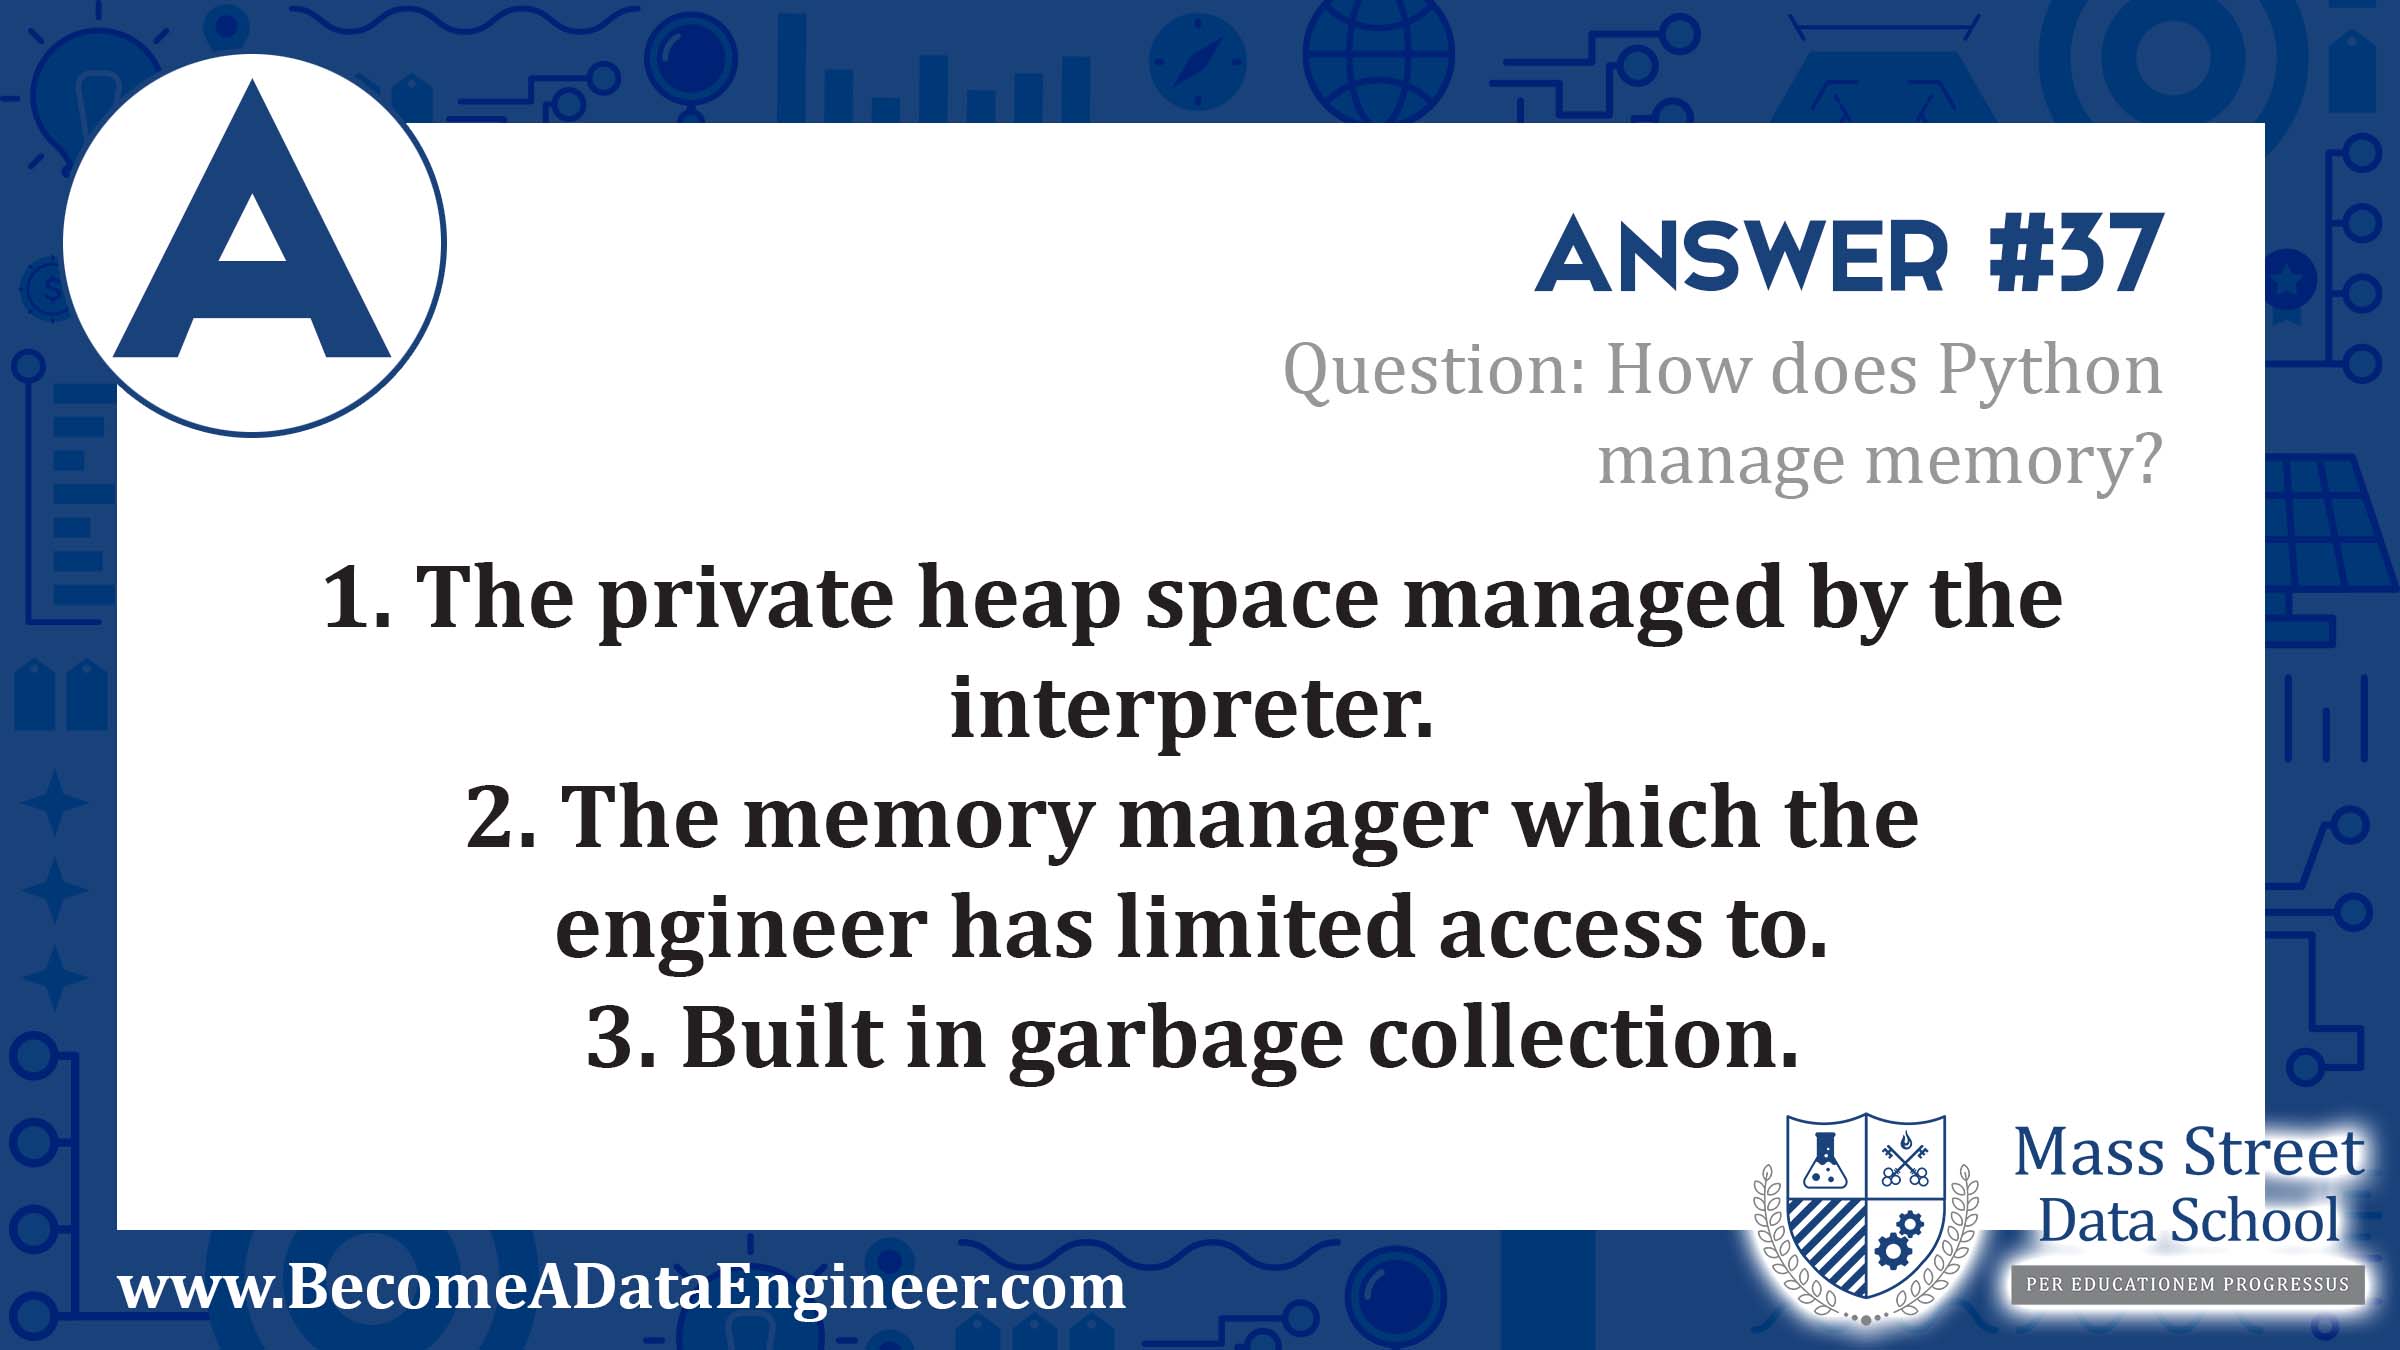 A
ANSWER #37
Question: How does Python
manage memory?
1. The private heap space managed by the
interpreter.
2. The memory manager which the
engineer has limited access to.
3. Built in garbage collection.
Mass Street
Data School
PER EDUCATIONEM PROGRESSUS
www.BecomeADataEngineer.com
$